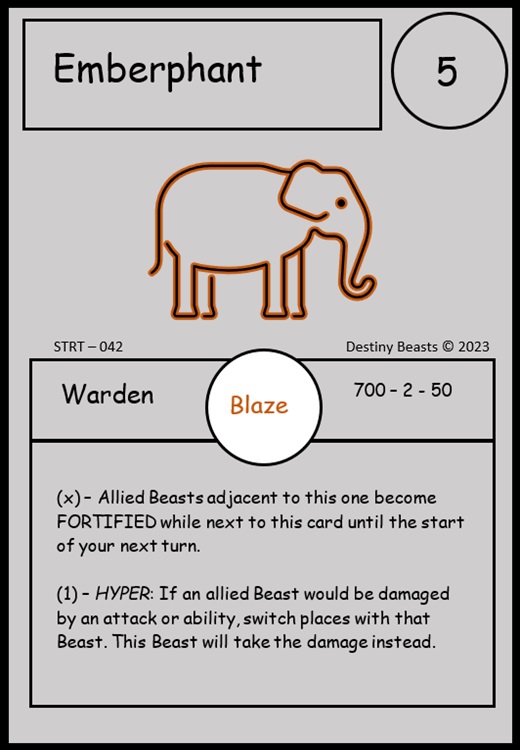 Emberphant
5
STRT – 042
Destiny Beasts © 2023
Warden
Blaze
700 – 2 - 50
(x) – Allied Beasts adjacent to this one become
FORTIFIED while next to this card until the start
of your next turn.
(1) – HYPER: If an allied Beast would be damaged
by an attack or ability, switch places with that
Beast. This Beast will take the damage instead.